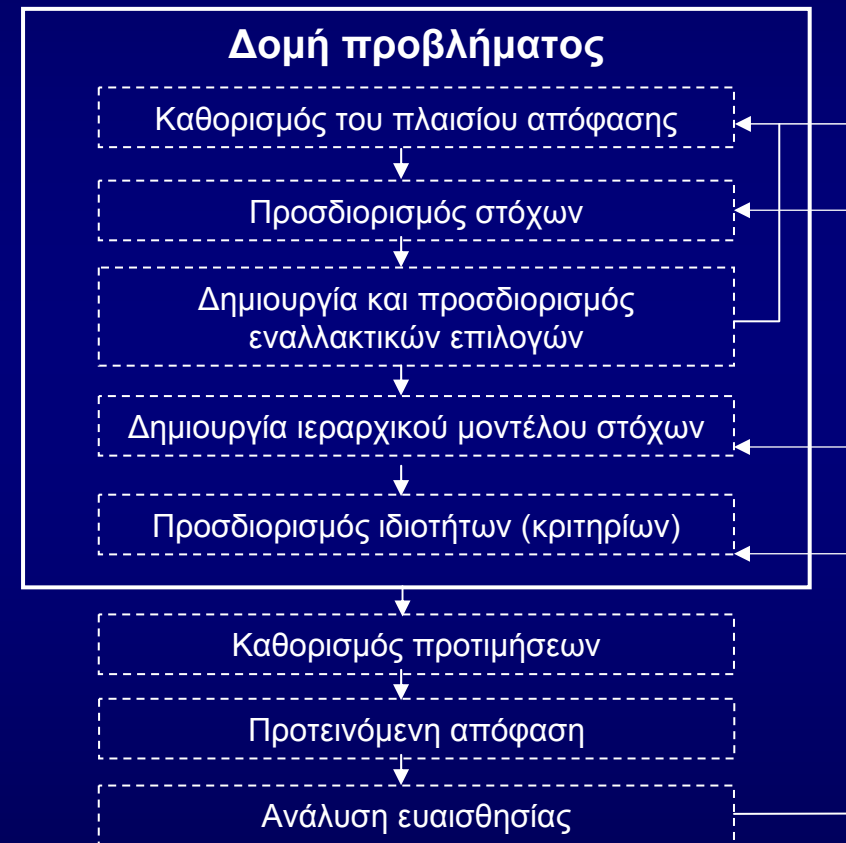 Δομή προβλήματος
Καθορισμός του πλαισίου απόφασης
Προσδιορισμός στόχων
Δημιουργία και προσδιορισμός
εναλλακτικών επιλογών
Δημιουργία ιεραρχικού μοντέλου στόχων
Προσδιορισμός ιδιοτήτων (κριτηρίων)
Καθορισμός προτιμήσεων
Προτεινόμενη απόφαση
Ανάλυση ευαισθησίας